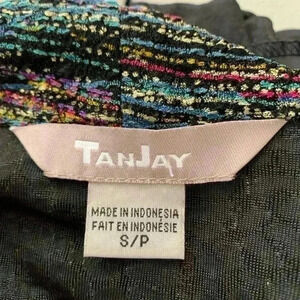 TANJAY
MADE IN INDONESIA
FAIT EN INDONÉSIE
S/P